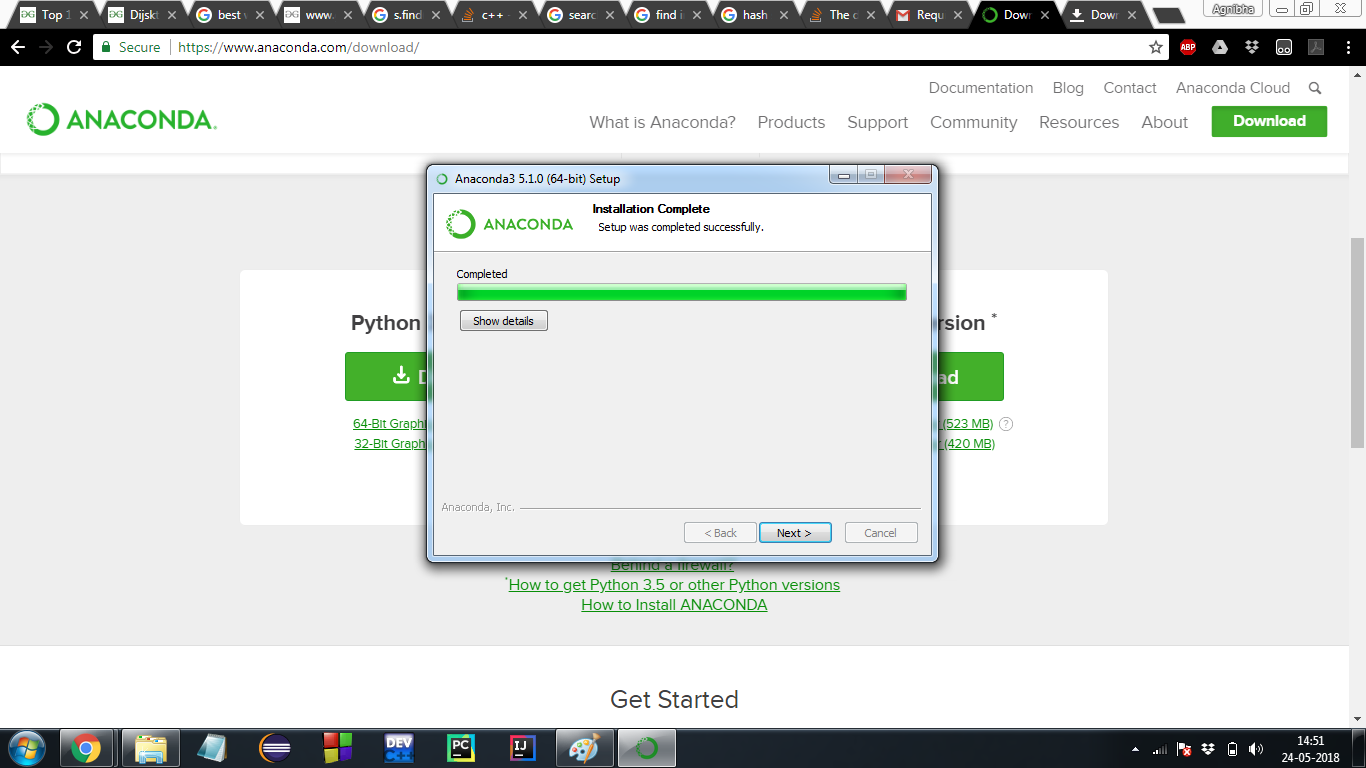 Top 1
Dijskt
best
www.
s.find
c++
searc
find i
hash
The c
Requ
Dow
Dow
Agnibha
Secure
https://www.anaconda.com/download/
ABP
Documentation
Blog
Contact
Anaconda Cloud
ANACONDA.
What is Anaconda?
Products
Support
Community
Resources
About
Download
Anaconda3 5.1.0 (64-bit) Setup
ANACONDA
Installation Complete
Setup was completed successfully.
Completed
Show details
Python
rsion *
ad
64-Bit Graph
(523 MB) ?
32-Bit Graph
(420 MB)
Anaconda, Inc.
< Back
Next >
Cancel
Behind a firewall?
*How to get Python 3.5 or other Python versions
How to Install ANACONDA
Get Started
DEV
C++
PC
IJ
14:51
24-05-2018